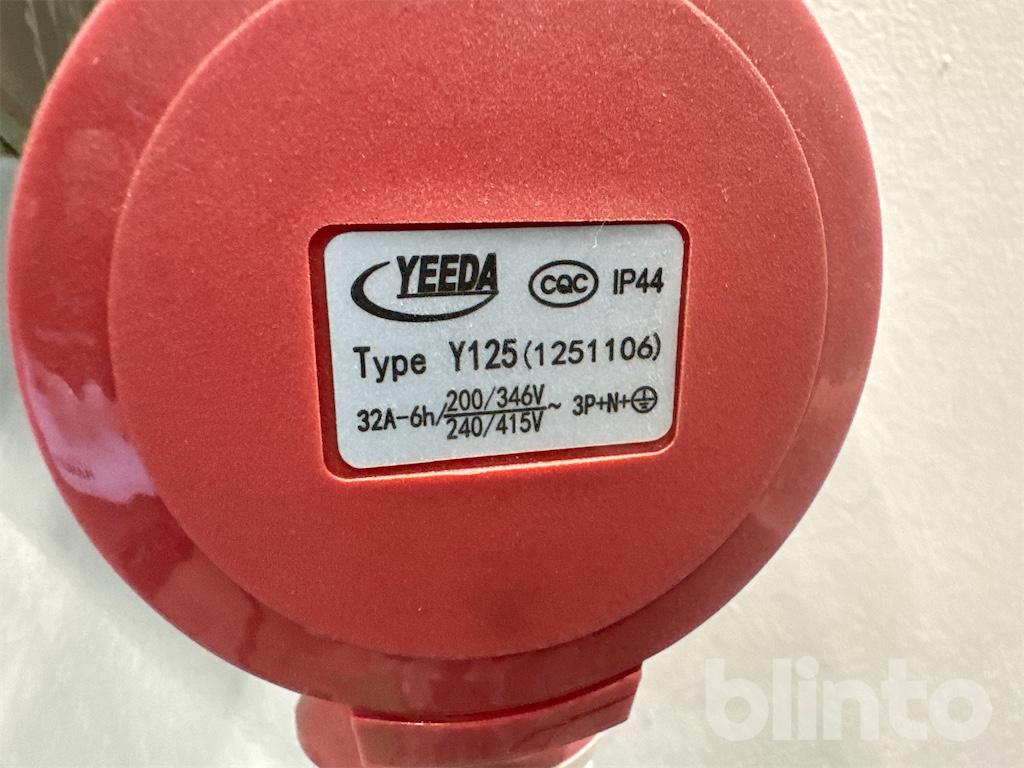 YEEDA CQC IP44
Type Y125(1251106)
32A-6h/200/346V
240/415V~ 3P+N+⏚
blinto